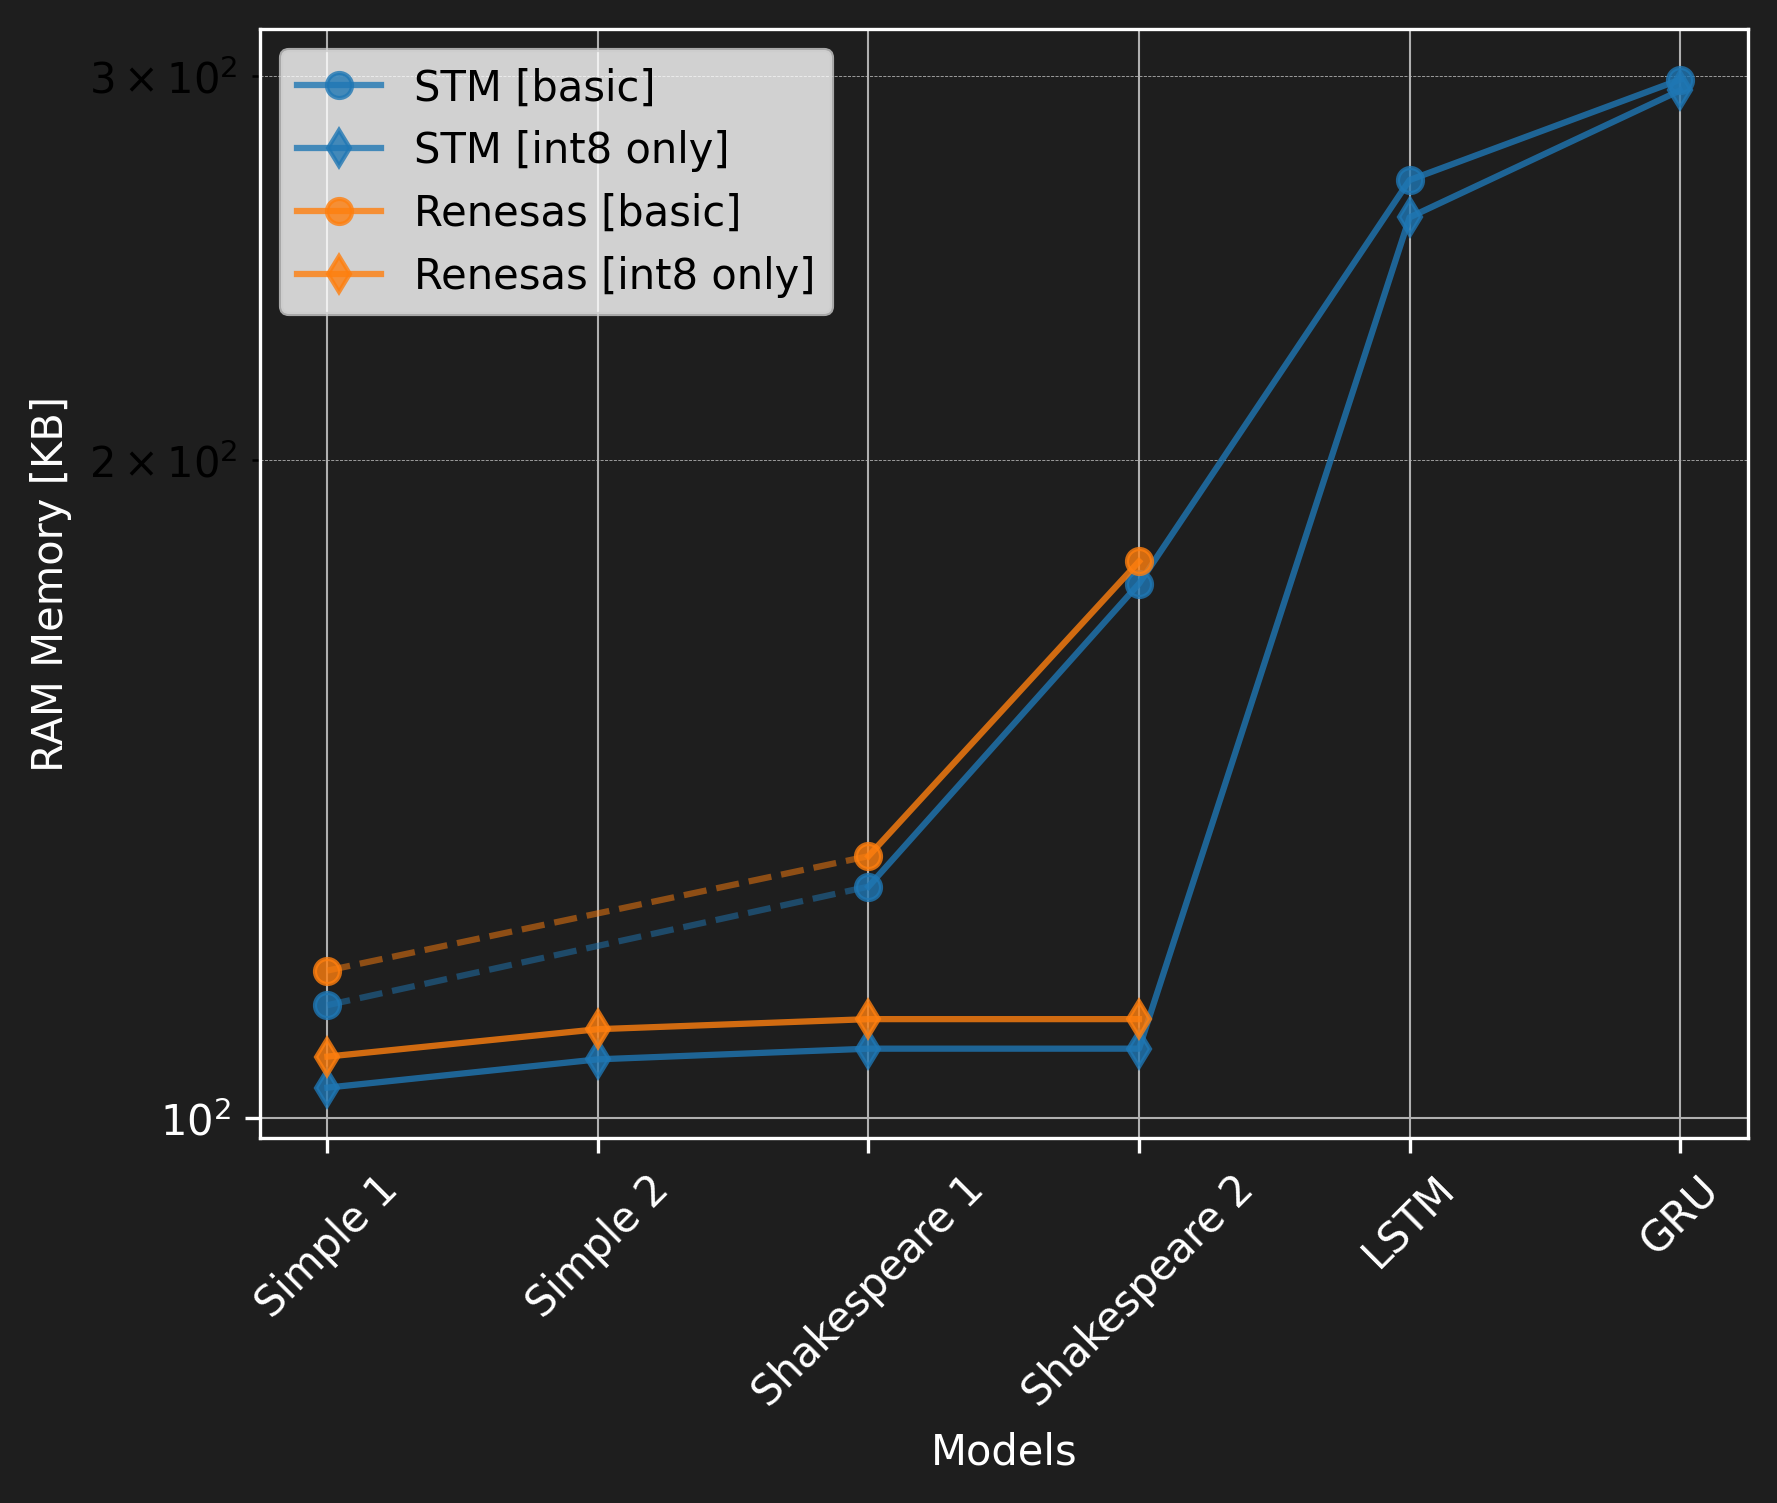 3 × 10²
2 × 10²
10²
RAM Memory [KB]
STM [basic]
STM [int8 only]
Renesas [basic]
Renesas [int8 only]
Simple 1
Simple 2
Shakespeare 1
Shakespeare 2
LSTM
GRU
Models